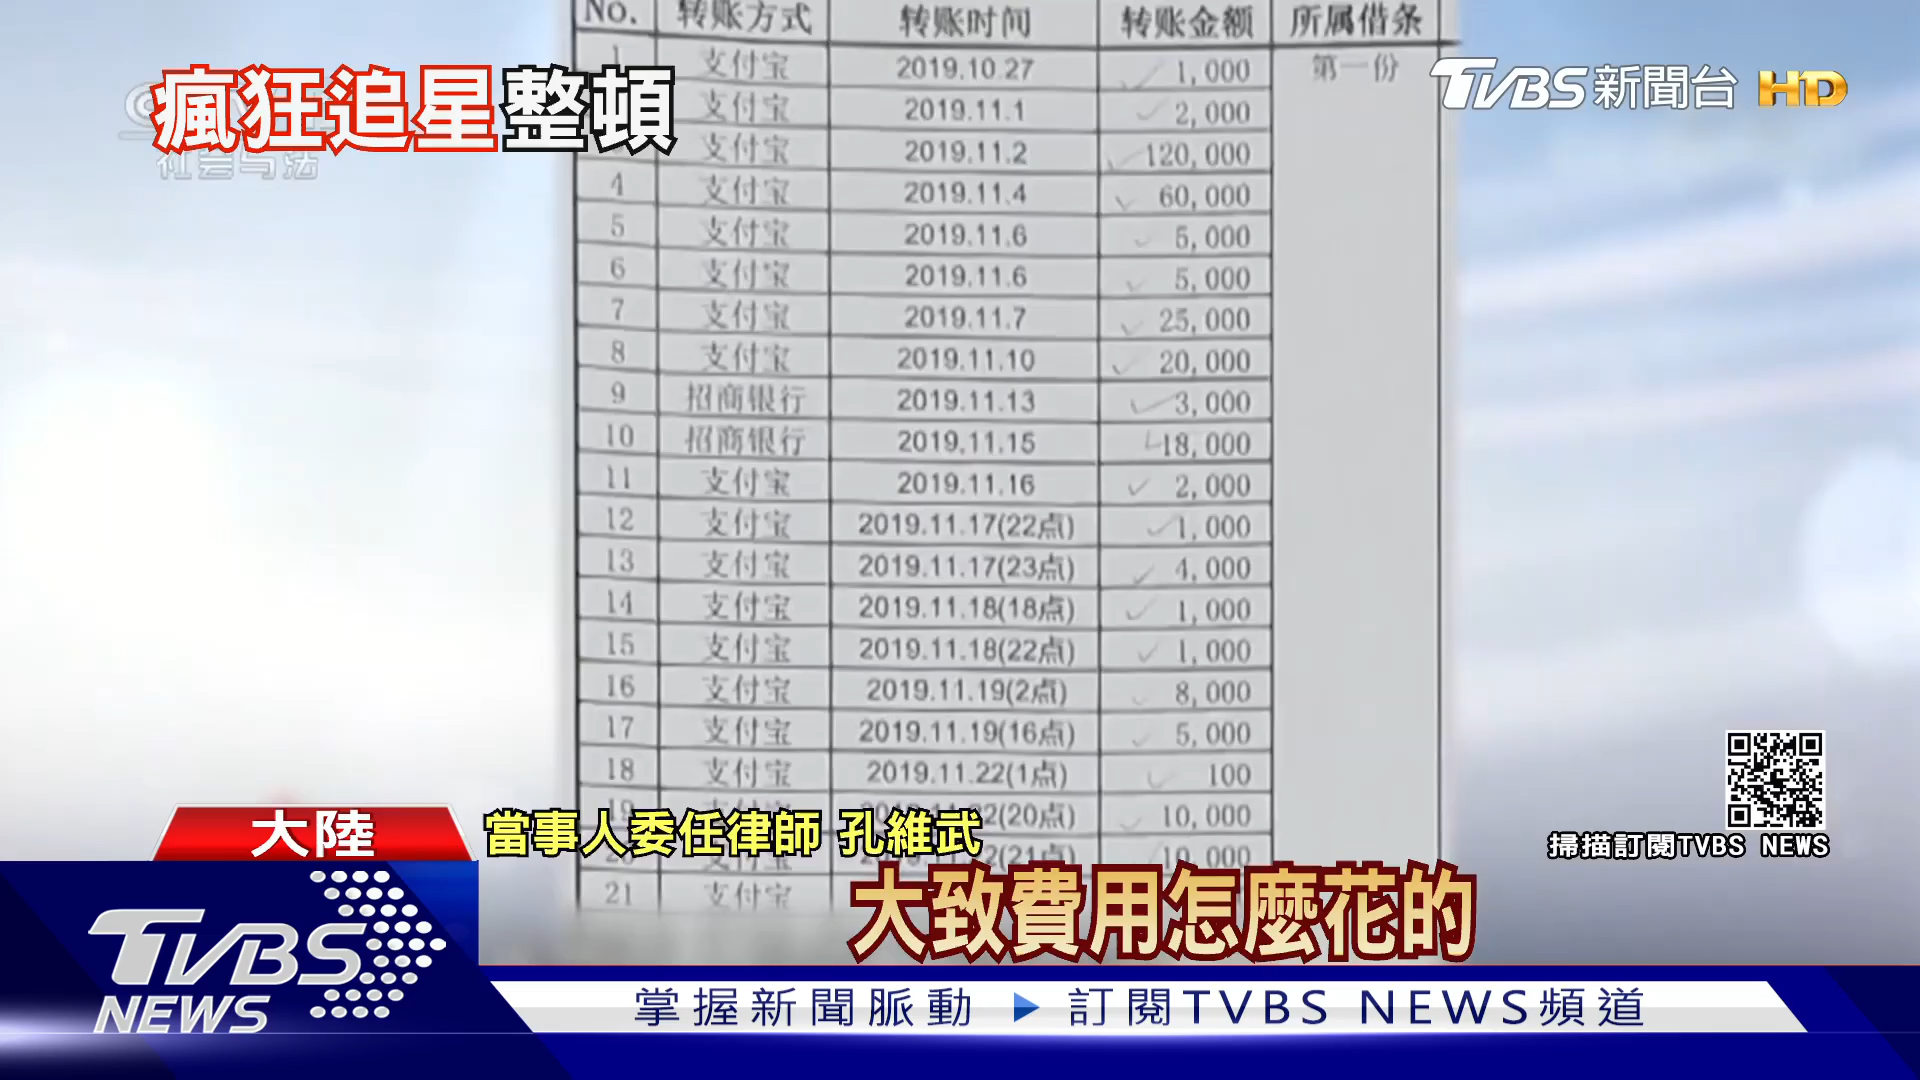 No. 转账方式 转账时间 转账金额 所属借条
1 支付宝 2019.10.27 1,000 第一份
支付宝 2019.11.1 2,000
支付宝 2019.11.2 120,000
4 支付宝 2019.11.4 60,000
5 支付宝 2019.11.6 5,000
6 支付宝 2019.11.6 5,000
7 支付宝 2019.11.7 25,000
8 支付宝 2019.11.10 20,000
9 招商银行 2019.11.13 3,000
10 招商银行 2019.11.15 18,000
11 支付宝 2019.11.16 2,000
12 支付宝 2019.11.17(22点) 1,000
13 支付宝 2019.11.17(23点) 4,000
14 支付宝 2019.11.18(18点) 1,000
15 支付宝 2019.11.18(22点) 1,000
16 支付宝 2019.11.19(2点) 8,000
17 支付宝 2019.11.19(16点) 5,000
18 支付宝 2019.11.22(1点) 100
19 (20点) 10,000
(21点) 10,000
21 支付宝
瘋狂追星整頓
社会与法
TVBS新聞台 HD
掃描訂閱TVBS NEWS
大陸
當事人委任律師 孔維武
大致費用怎麼花的
TVBS
NEWS
掌握新聞脈動 ▶ 訂閱TVBS NEWS頻道